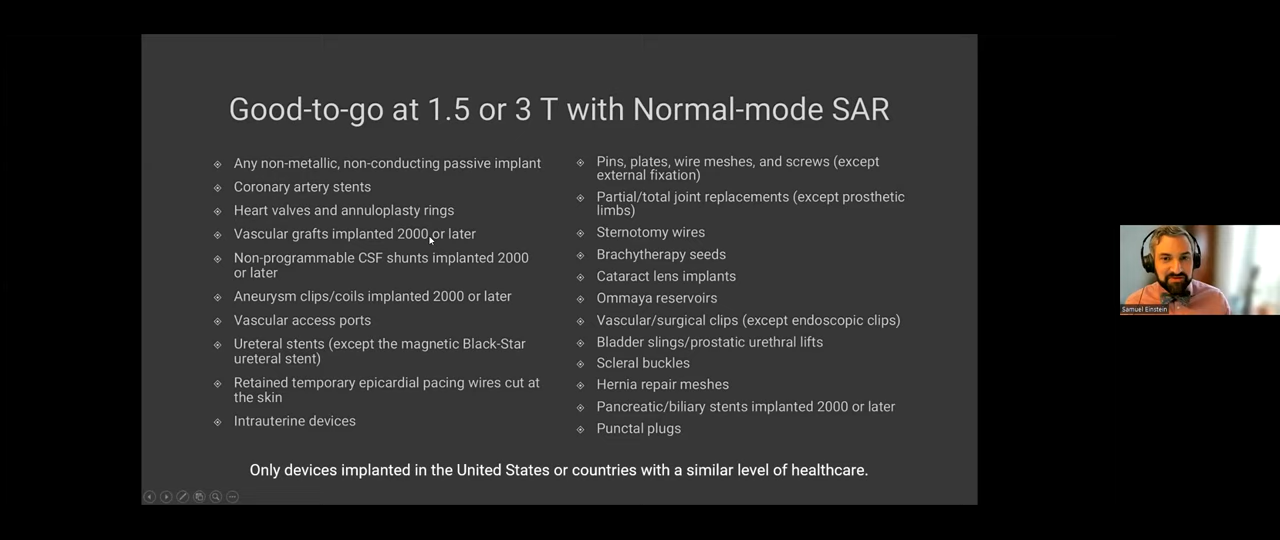 Good-to-go at 1.5 or 3 T with Normal-mode SAR
Any non-metallic, non-conducting passive implant
Coronary artery stents
Heart valves and annuloplasty rings
Vascular grafts implanted 2000 or later
Non-programmable CSF shunts implanted 2000
or later
Aneurysm clips/coils implanted 2000 or later
Vascular access ports
Ureteral stents (except the magnetic Black-Star
ureteral stent)
Retained temporary epicardial pacing wires cut at
the skin
Intrauterine devices
Pins, plates, wire meshes, and screws (except
external fixation)
Partial/total joint replacements (except prosthetic
limbs)
Sternotomy wires
Brachytherapy seeds
Cataract lens implants
Ommaya reservoirs
Vascular/surgical clips (except endoscopic clips)
Bladder slings/prostatic urethral lifts
Scleral buckles
Hernia repair meshes
Pancreatic/biliary stents implanted 2000 or later
Punctal plugs
Only devices implanted in the United States or countries with a similar level of healthcare.
Samuel Einstein